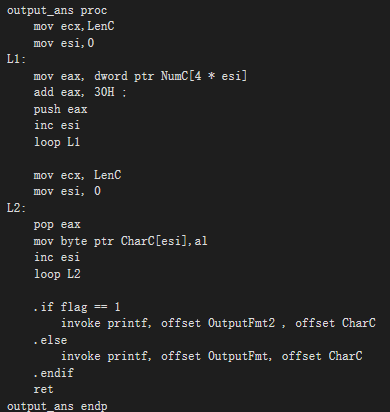 output_ans proc
    mov ecx,LenC
    mov esi,0
L1:
    mov eax, dword ptr NumC[4 * esi]
    add eax, 30H ;
    push eax
    inc esi
    loop L1

    mov ecx, LenC
    mov esi, 0
L2:
    pop eax
    mov byte ptr CharC[esi],al
    inc esi
    loop L2

    .if flag == 1
        invoke printf, offset OutputFmt2 , offset CharC
    .else
        invoke printf, offset OutputFmt, offset CharC
    .endif
    ret
output_ans endp